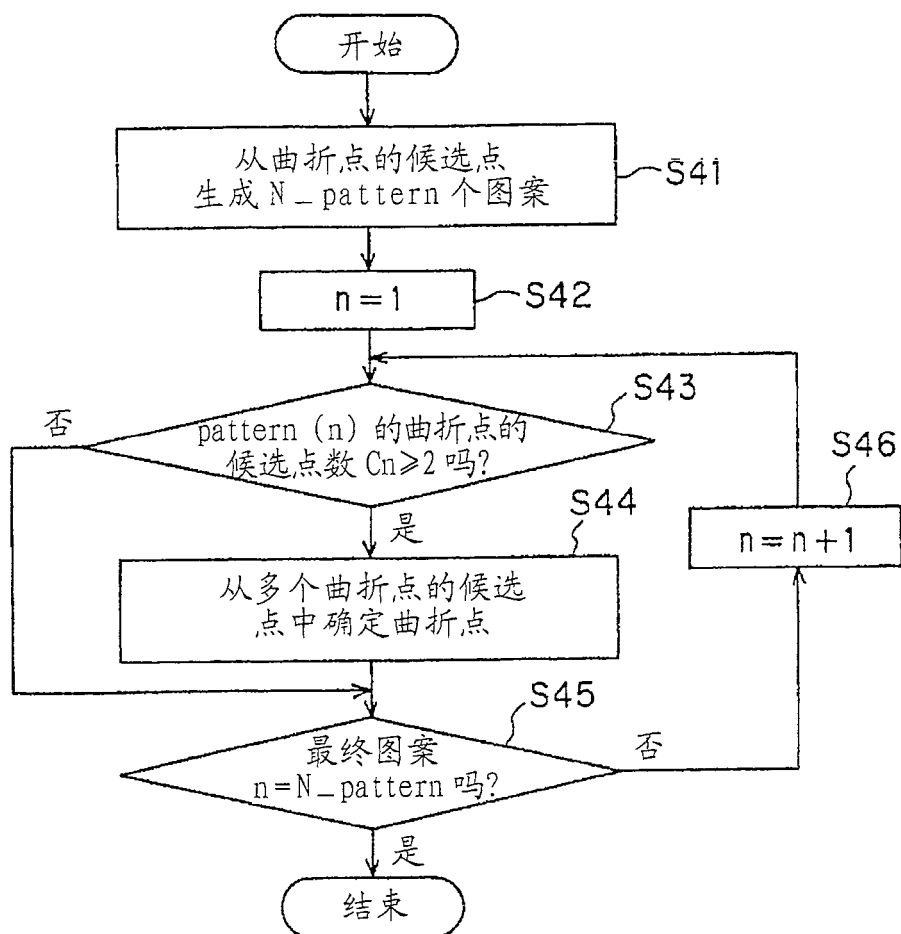 开始
从曲折点的候选点
生成 N_pattern 个图案
S41
n=1
S42
S43
否
pattern (n) 的曲折点的
候选点数 Cn≥2 吗?
S46
n=n+1
是
S44
从多个曲折点的候选
点中确定曲折点
S45
最终图案
n=N_pattern 吗?
否
是
结束